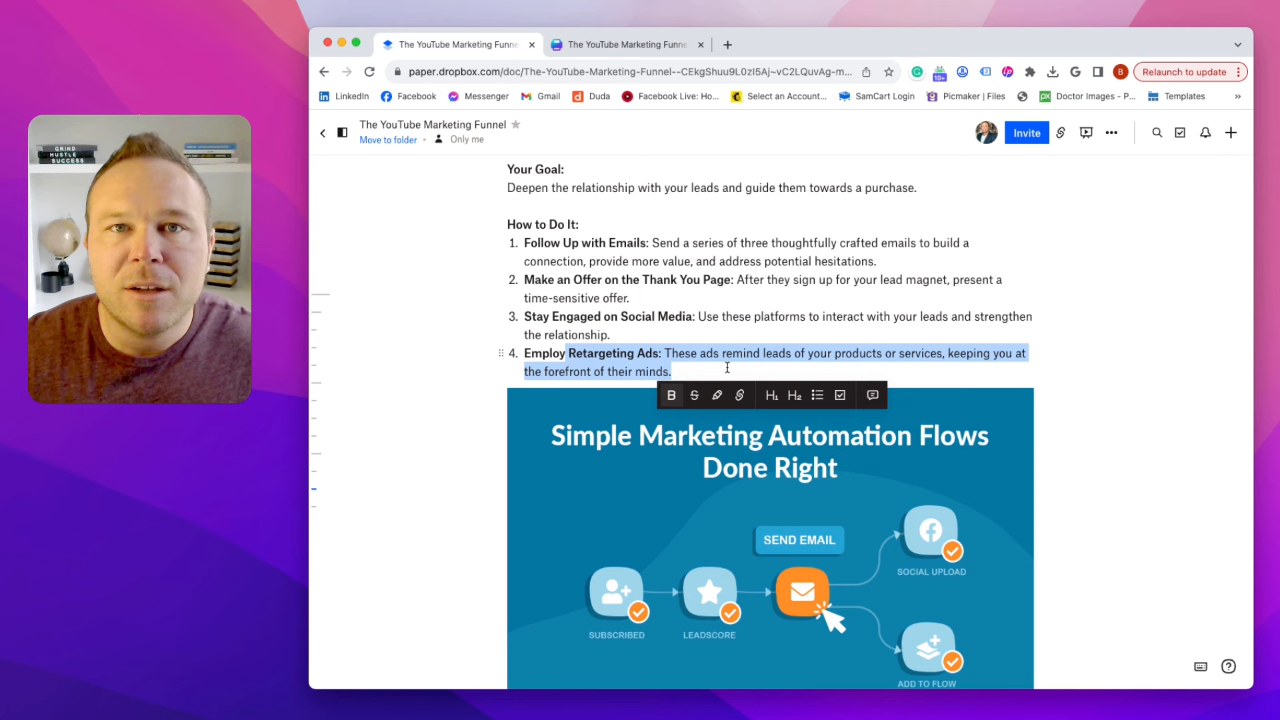 The YouTube Marketing Funne
The YouTube Marketing Funne
paper.dropbox.com/doc/The-YouTube-Marketing-Funnel--CEkgShuu9L0zI5Aj~vC2LQuvAg-m...
10+
B
Relaunch to update
LinkedIn
Facebook
Messenger
Gmail
Duda
Facebook Live: Ho...
Select an Account...
SamCart Login
Picmaker | Files
Doctor Images - P...
Templates
»
The YouTube Marketing Funnel
Move to folder
Only me
Invite
GRIND
HUSTLE
SUCCESS
Your Goal:
Deepen the relationship with your leads and guide them towards a purchase.
How to Do It:
1. Follow Up with Emails: Send a series of three thoughtfully crafted emails to build a
connection, provide more value, and address potential hesitations.
2. Make an Offer on the Thank You Page: After they sign up for your lead magnet, present a
time-sensitive offer.
3. Stay Engaged on Social Media: Use these platforms to interact with your leads and strengthen
the relationship.
4. Employ Retargeting Ads: These ads remind leads of your products or services, keeping you at
the forefront of their minds.
B S H1 H2
Simple Marketing Automation Flows
Done Right
SEND EMAIL
SOCIAL UPLOAD
SUBSCRIBED
LEADSCORE
ADD TO FLOW